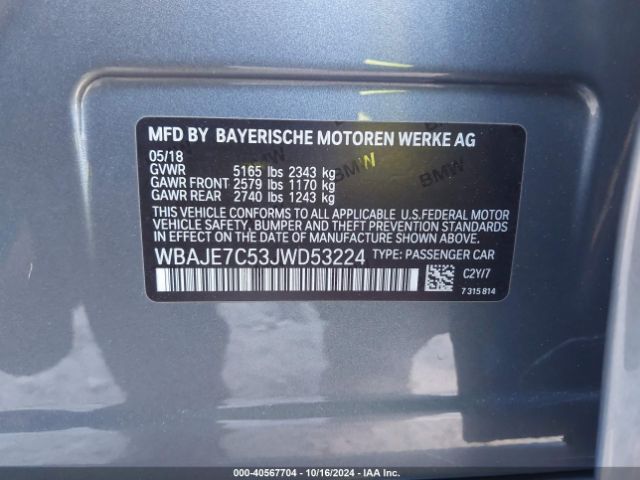 MFD BY BAYERISCHE MOTOREN WERKE AG
05/18
GVWR 5165 lbs 2343 kg
GAWR FRONT 2579 lbs 1170 kg
GAWR REAR 2740 lbs 1243 kg
THIS VEHICLE CONFORMS TO ALL APPLICABLE U.S.FEDERAL MOTOR
VEHICLE SAFETY, BUMPER AND THEFT PREVENTION STANDARDS
IN EFFECT ON THE DATE OF MANUFACTURE SHOWN ABOVE.
WBAJE7C53JWD53224 TYPE: PASSENGER CAR
C2Y/7
7 315 814
BMW
BMW
000-40567704 | 10/16/2024 | IAA Inc.